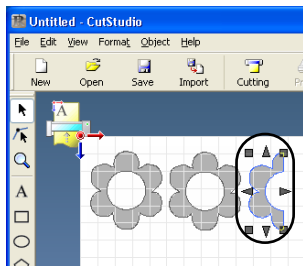 Untitled - CutStudio
File Edit View Format Object Help
New Open Save Import Cutting
A
A